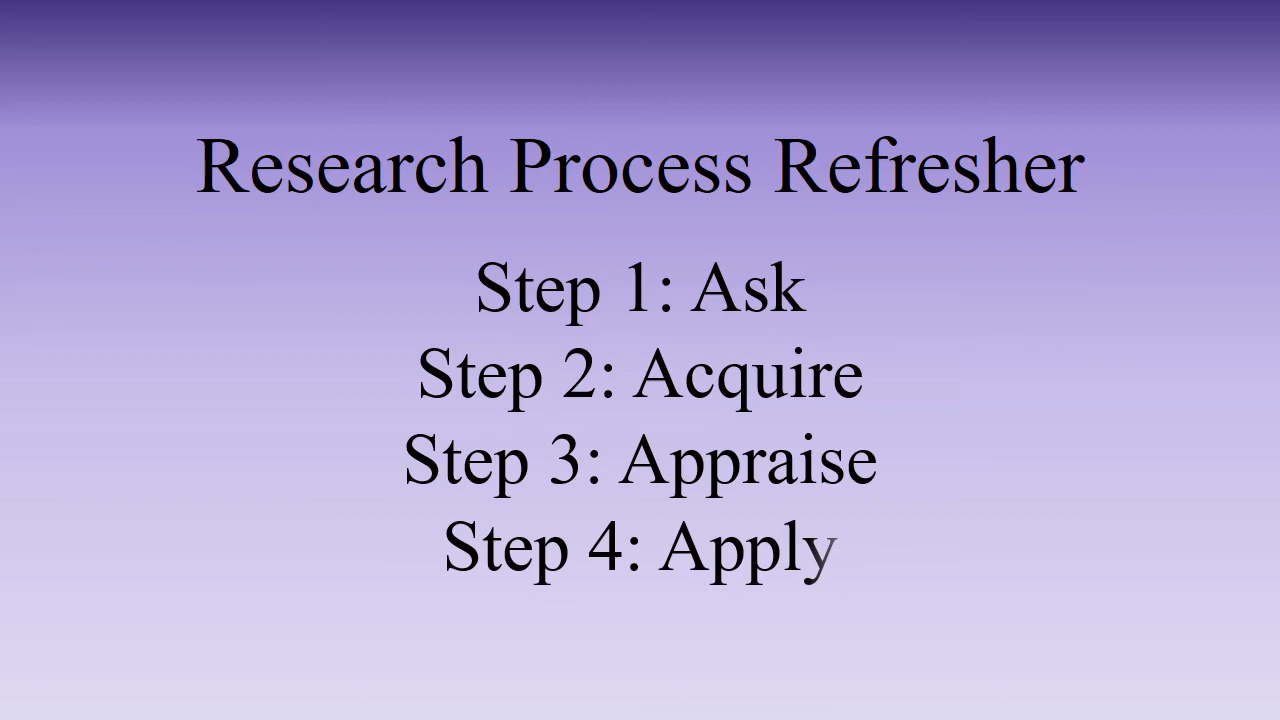 Research Process Refresher
Step 1: Ask
Step 2: Acquire
Step 3: Appraise
Step 4: Apply